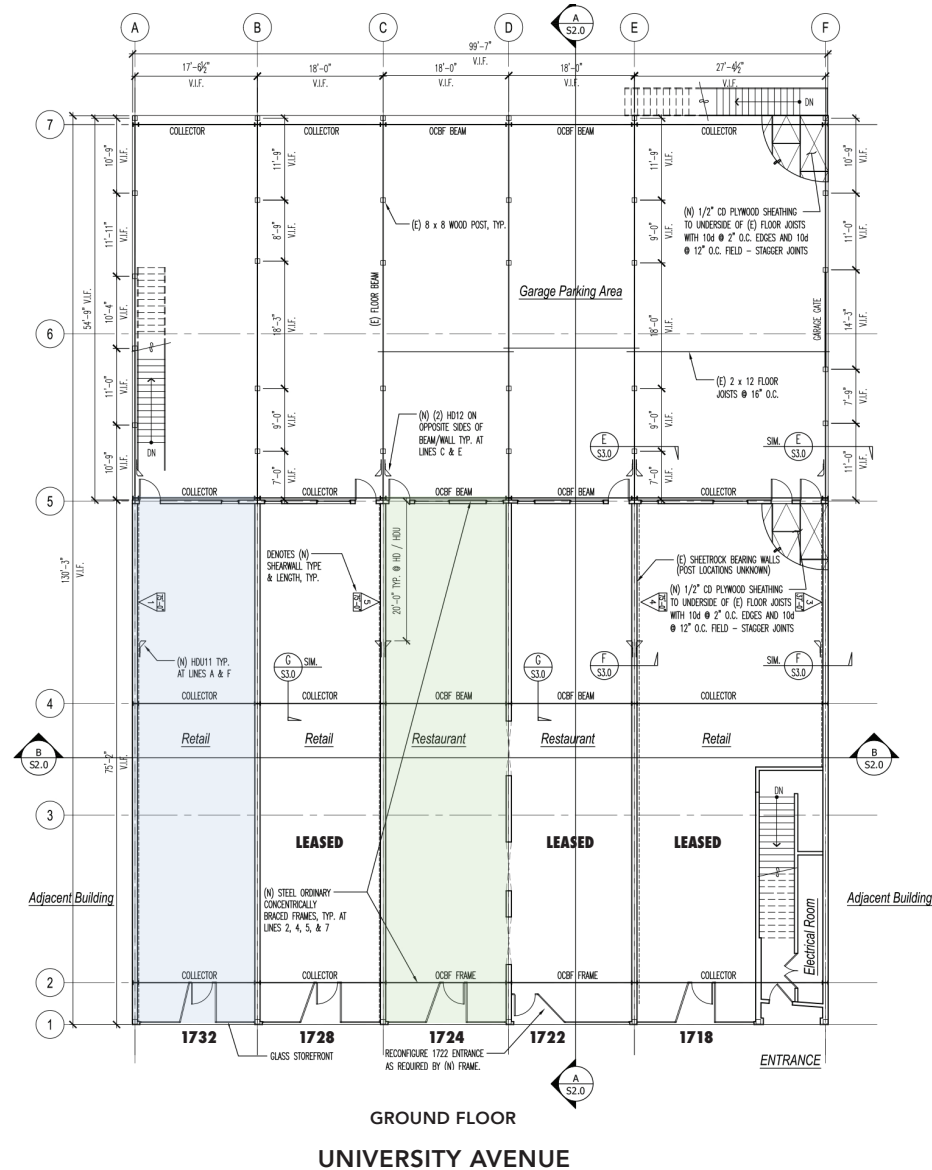 A
B
C
D
A
S2.0
E
F
99'-7"
V.I.F.
17'-6½"
V.I.F.
18'-0"
V.I.F.
18'-0"
18'-0"
V.I.F.
27'-4½"
V.I.F.
DN
7
COLLECTOR
COLLECTOR
OCBF BEAM
OCBF BEAM
COLLECTOR
10'-9"
V.I.F.
11'-9"
V.I.F.
11'-9"
V.I.F.
10'-9"
V.I.F.
(E) 8 x 8 WOOD POST, TYP.
(N) 1/2" CD PLYWOOD SHEATHING
TO UNDERSIDE OF (E) FLOOR JOISTS
WITH 10d @ 2" O.C. EDGES AND 10d
@ 12" O.C. FIELD – STAGGER JOINTS
11'-11"
V.I.F.
8'-9"
V.I.F.
9'-0"
V.I.F.
11'-0"
V.I.F.
54'-9" V.I.F.
10'-4"
V.I.F.
18'-3"
V.I.F.
(E) FLOOR BEAM
Garage Parking Area
18'-0"
V.I.F.
GARAGE GATE
14'-3"
V.I.F.
6
(E) 2 x 12 FLOOR
JOISTS @ 16" O.C.
11'-0"
V.I.F.
9'-0"
V.I.F.
9'-0"
V.I.F.
7'-9"
V.I.F.
(N) (2) HD12 ON
OPPOSITE SIDES OF
BEAM/WALL TYP. AT
LINES C & E
E
S3.0
SIM.
E
S3.0
DN
10'-9"
V.I.F.
7'-0"
V.I.F.
7'-0"
V.I.F.
11'-0"
V.I.F.
5
COLLECTOR
COLLECTOR
OCBF BEAM
OCBF BEAM
COLLECTOR
130'-3"
V.I.F.
DENOTES (N)
SHEARWALL TYPE
& LENGTH, TYP.
20'-0" TYP. @ HD / HDU
(E) SHEETROCK BEARING WALLS
(POST LOCATIONS UNKNOWN)
(N) 1/2" CD PLYWOOD SHEATHING
TO UNDERSIDE OF (E) FLOOR JOISTS
WITH 10d @ 2" O.C. EDGES AND 10d
@ 12" O.C. FIELD – STAGGER JOINTS
1
5
4
3
(N) HDU11 TYP.
AT LINES A & F
G
S3.0
SIM.
G
S3.0
F
S3.0
SIM.
F
S3.0
4
COLLECTOR
COLLECTOR
OCBF BEAM
OCBF BEAM
COLLECTOR
Retail
Retail
Restaurant
Restaurant
Retail
B
S2.0
75'-2"
V.I.F.
B
S2.0
DN
3
LEASED
LEASED
LEASED
Adjacent Building
(N) STEEL ORDINARY
CONCENTRICALLY
BRACED FRAMES, TYP. AT
LINES 2, 4, 5, & 7
Electrical Room
Adjacent Building
2
COLLECTOR
COLLECTOR
OCBF FRAME
OCBF FRAME
COLLECTOR
1
1732
1728
1724
1722
1718
GLASS STOREFRONT
RECONFIGURE 1722 ENTRANCE
AS REQUIRED BY (N) FRAME.
ENTRANCE
A
S2.0
GROUND FLOOR
UNIVERSITY AVENUE